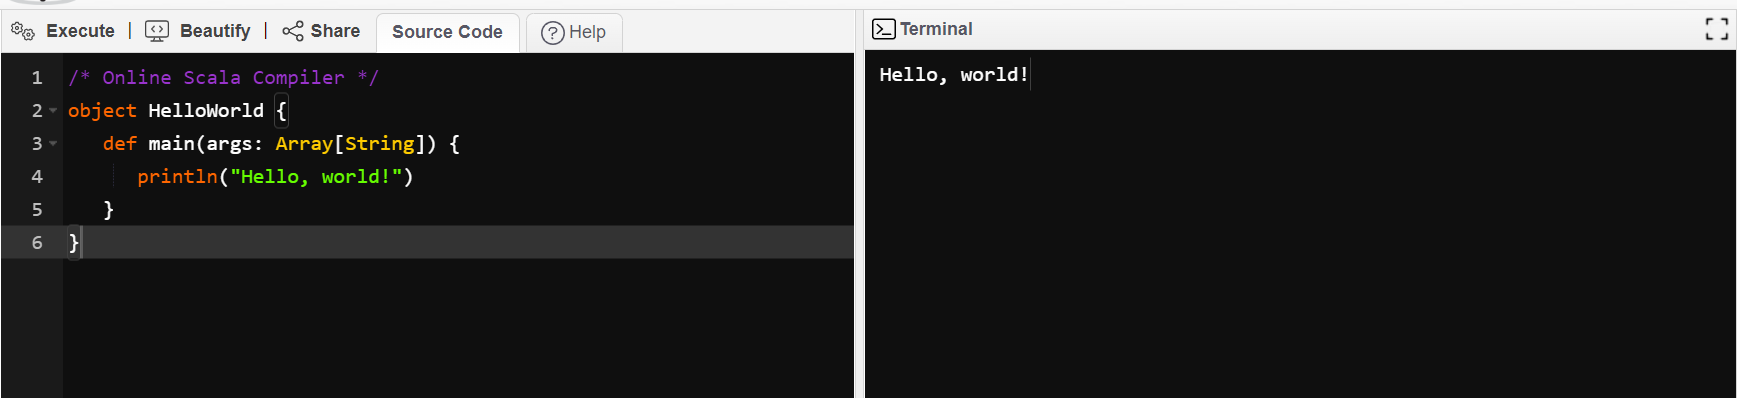 Execute | Beautify | Share Source Code Help
1 /* Online Scala Compiler */
2 object HelloWorld {
3    def main(args: Array[String]) {
4       println("Hello, world!")
5    }
6 }
Terminal
Hello, world!